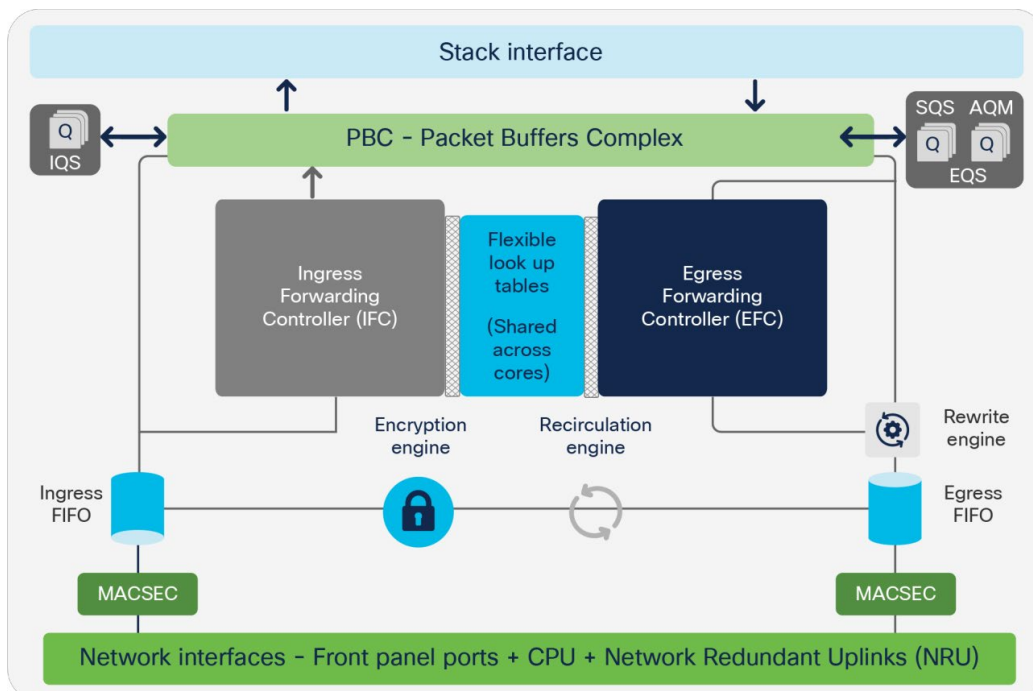 Stack interface
Q
IQS
PBC – Packet Buffers Complex
SQS AQM
Q Q
EQS
Ingress
Forwarding
Controller (IFC)
Flexible
look up
tables
(Shared
across
cores)
Egress
Forwarding
Controller (EFC)
Encryption
engine
Recirculation
engine
Rewrite
engine
Ingress
FIFO
Egress
FIFO
MACSEC
MACSEC
Network interfaces – Front panel ports + CPU + Network Redundant Uplinks (NRU)